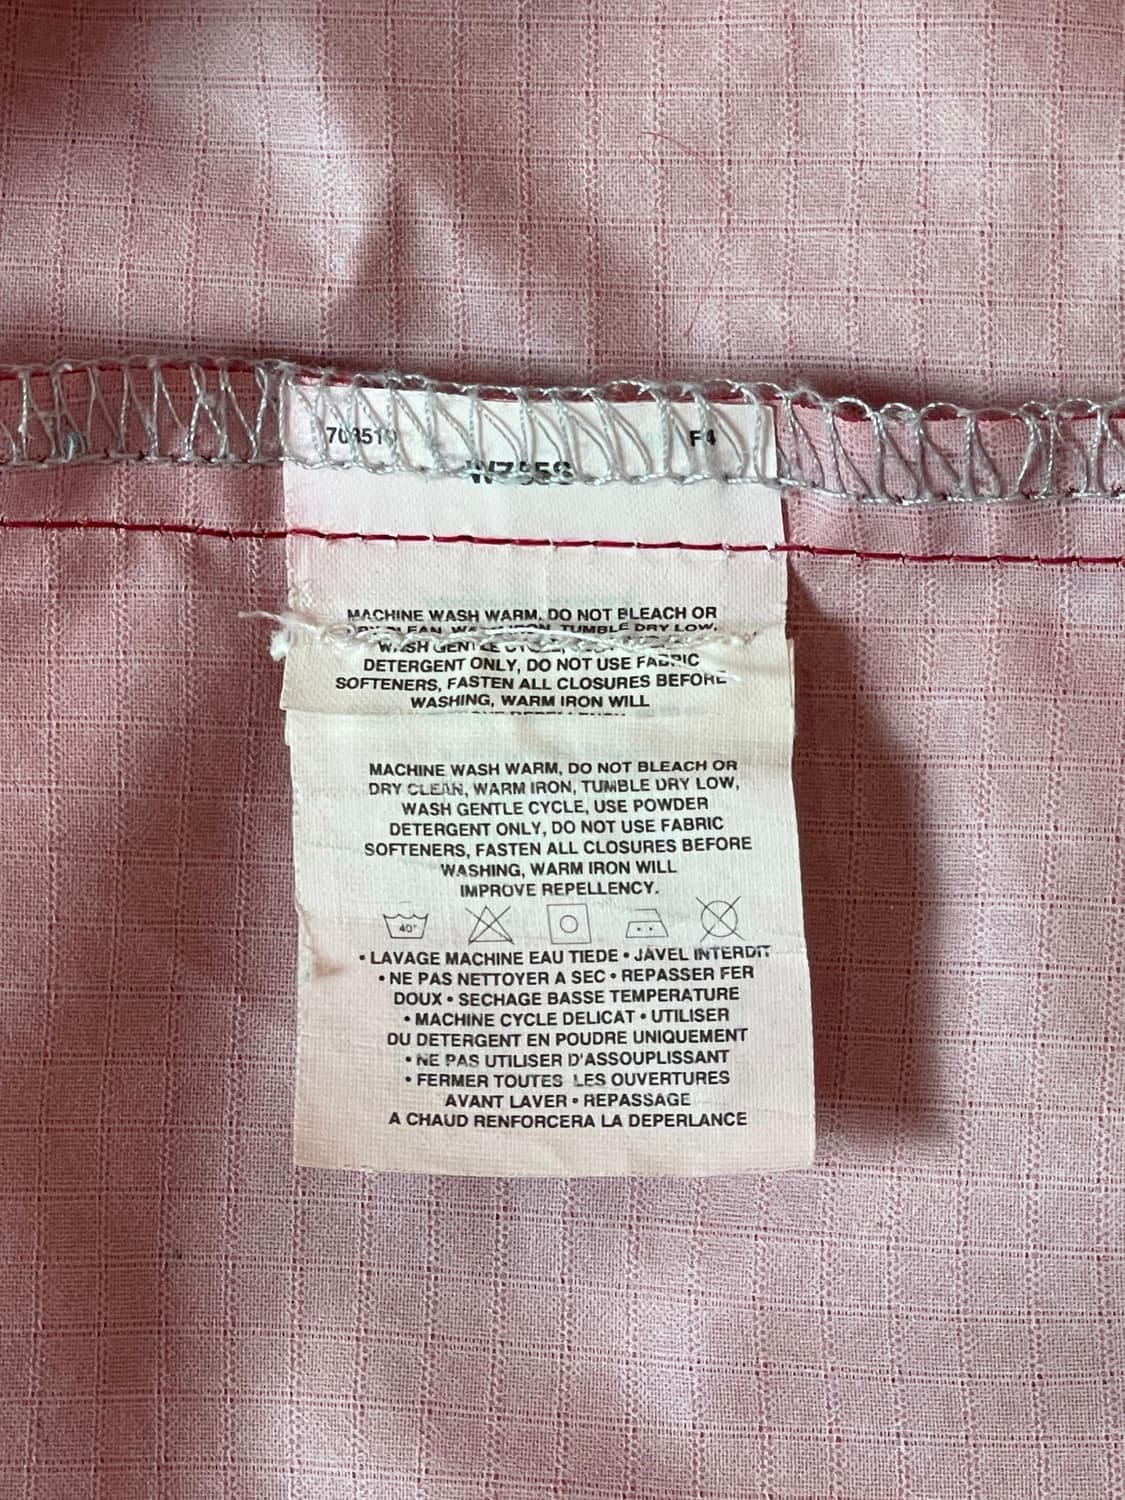 F4
MACHINE WASH WARM, DO NOT BLEACH OR
TUMBLE DRY LOW,
WASH GENTLE
DETERGENT ONLY, DO NOT USE FABRIC
SOFTENERS, FASTEN ALL CLOSURES BEFORE
WASHING, WARM IRON WILL
MACHINE WASH WARM, DO NOT BLEACH OR
DRY CLEAN, WARM IRON, TUMBLE DRY LOW,
WASH GENTLE CYCLE, USE POWDER
DETERGENT ONLY, DO NOT USE FABRIC
SOFTENERS, FASTEN ALL CLOSURES BEFORE
WASHING, WARM IRON WILL
IMPROVE REPELLENCY.
40°
• LAVAGE MACHINE EAU TIEDE • JAVEL INTERDIT
• NE PAS NETTOYER A SEC • REPASSER FER
DOUX • SECHAGE BASSE TEMPERATURE
• MACHINE CYCLE DELICAT • UTILISER
DU DETERGENT EN POUDRE UNIQUEMENT
• NE PAS UTILISER D'ASSOUPLISSANT
• FERMER TOUTES LES OUVERTURES
AVANT LAVER • REPASSAGE
A CHAUD RENFORCERA LA DEPERLANCE